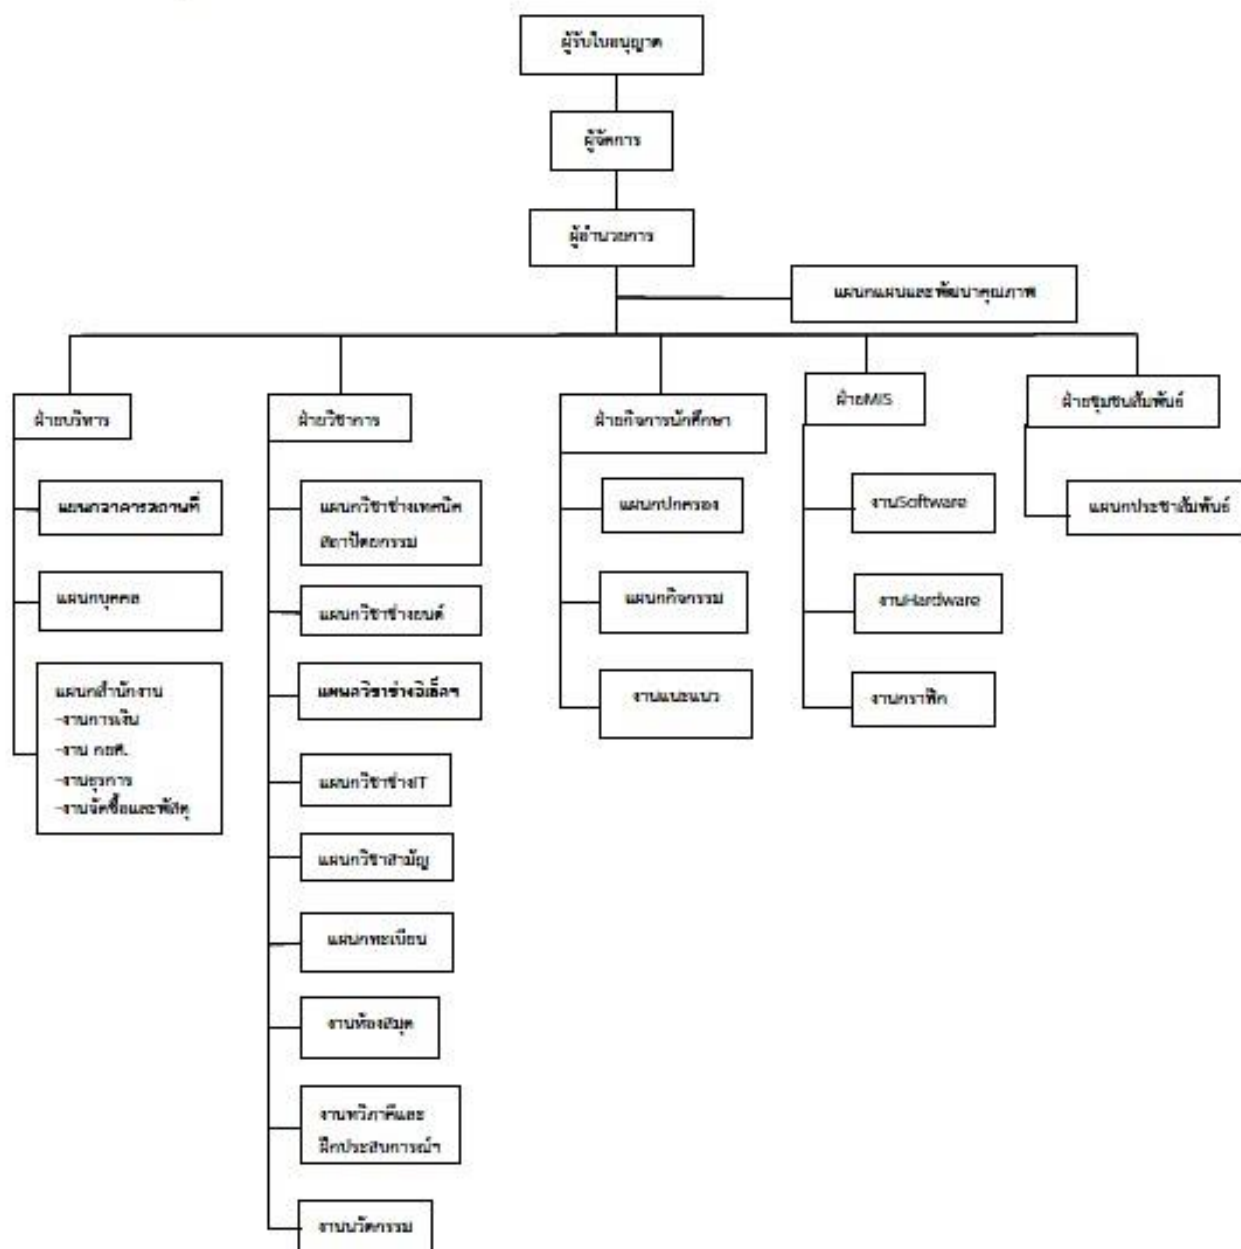 ผู้รับใบอนุญาต
ผู้จัดการ
ผู้อำนวยการ
แผนกแผนและพัฒนาคุณภาพ
ฝ่ายบริหาร
แผนกอาคารสถานที่
แผนกบุคคล
แผนกสำนักงาน
-งานการเงิน
-งาน กยศ.
-งานธุรการ
-งานจัดซื้อและพัสดุ
ฝ่ายวิชาการ
แผนกวิชาช่างเทคนิค
สถาปัตยกรรม
แผนกวิชาช่างยนต์
แผนกวิชาช่างอิเล็กฯ
แผนกวิชาช่างIT
แผนกวิชาสามัญ
แผนกทะเบียน
งานห้องสมุด
งานทวิภาคีและ
ฝึกประสบการณ์ฯ
งานนวัตกรรม
ฝ่ายกิจการนักศึกษา
แผนกปกครอง
แผนกกิจกรรม
งานแนะแนว
ฝ่ายMIS
งานSoftware
งานHardware
งานกราฟิก
ฝ่ายชุมชนสัมพันธ์
แผนกประชาสัมพันธ์